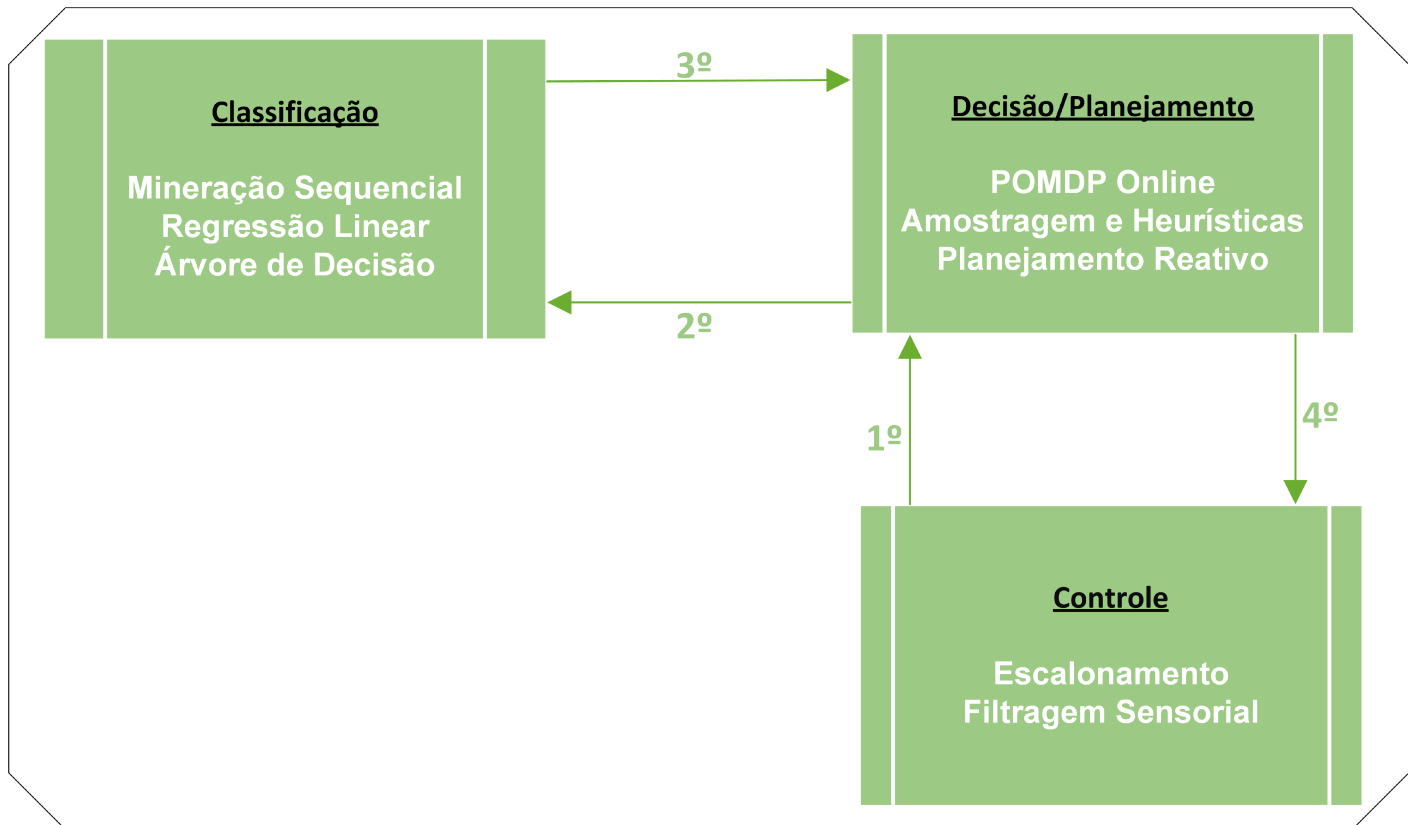 Classificação
Mineração Sequencial
Regressão Linear
Árvore de Decisão
3º
2º
Decisão/Planejamento
POMDP Online
Amostragem e Heurísticas
Planejamento Reativo
1º
4º
Controle
Escalonamento
Filtragem Sensorial